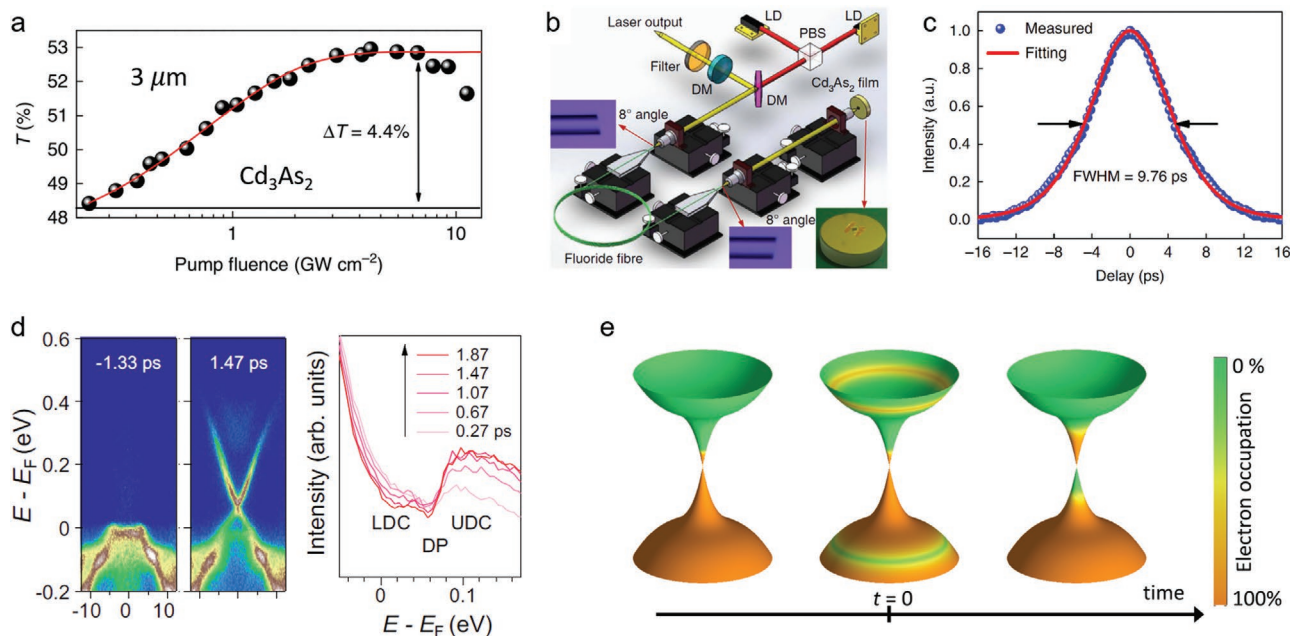 a
53
52
51
50
49
48
T (%)
3 μm
ΔT = 4.4%
Cd₃As₂
1
10
Pump fluence (GW cm⁻²)
b
Laser output
LD
LD
PBS
Filter
DM
DM
Cd₃As₂ film
8° angle
8° angle
Fluoride fibre
c
Measured
Fitting
1.0
0.8
0.6
0.4
0.2
0.0
Intensity (a.u.)
FWHM = 9.76 ps
−16 −12 −8 −4 0 4 8 12 16
Delay (ps)
d
0.6
0.4
0.2
0
-0.2
E - E_F (eV)
-1.33 ps
1.47 ps
-10 0 10
Intensity (arb. units)
1.87
1.47
1.07
0.67
0.27 ps
LDC
UDC
DP
0
0.1
E - E_F (eV)
e
t = 0
time
0 %
Electron occupation
100%